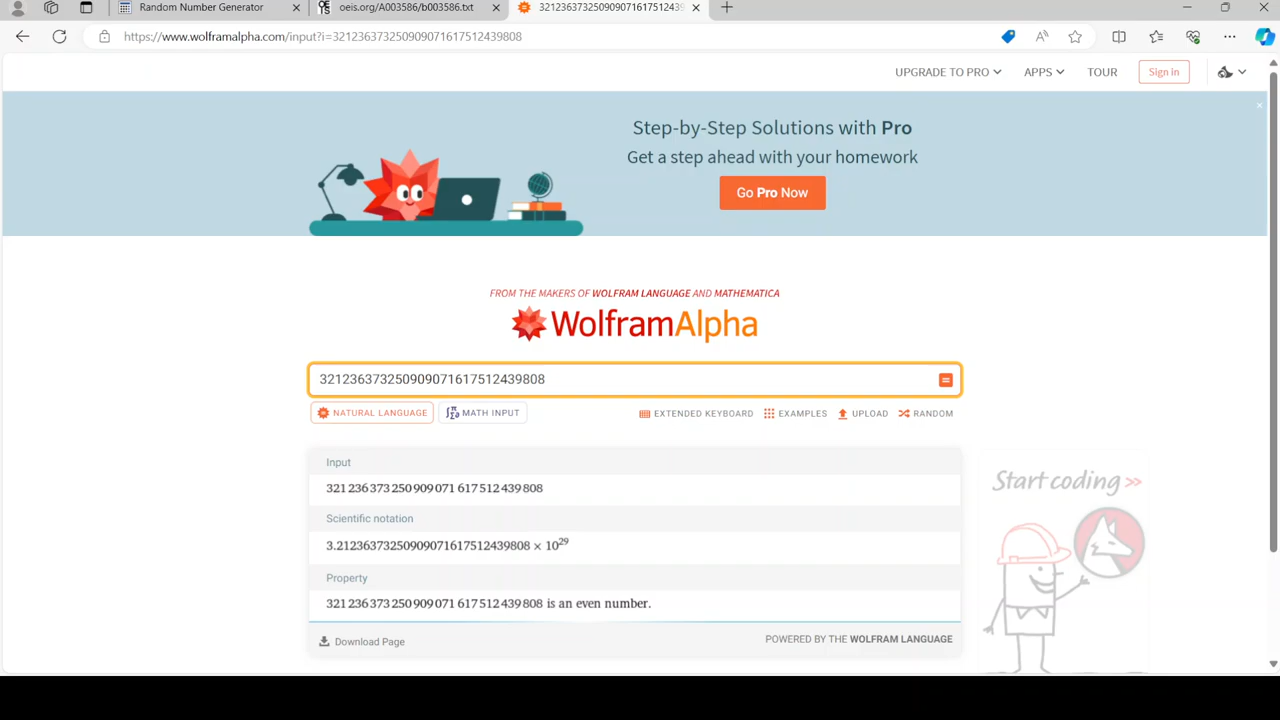 Random Number Generator
oeis.org/A003586/b003586.txt
321236373250909071617512439
https://www.wolframalpha.com/input?i=321236373250909071617512439808
UPGRADE TO PRO APPS TOUR Sign in
Step-by-Step Solutions with Pro
Get a step ahead with your homework
Go Pro Now
FROM THE MAKERS OF WOLFRAM LANGUAGE AND MATHEMATICA
WolframAlpha
321236373250909071617512439808
NATURAL LANGUAGE MATH INPUT EXTENDED KEYBOARD EXAMPLES UPLOAD RANDOM
Input
321 236 373 250 909 071 617 512 439 808
Scientific notation
3.21236373250909071617512439808 × 10^29
Property
321 236 373 250 909 071 617 512 439 808 is an even number.
Download Page
POWERED BY THE WOLFRAM LANGUAGE
Start coding >>